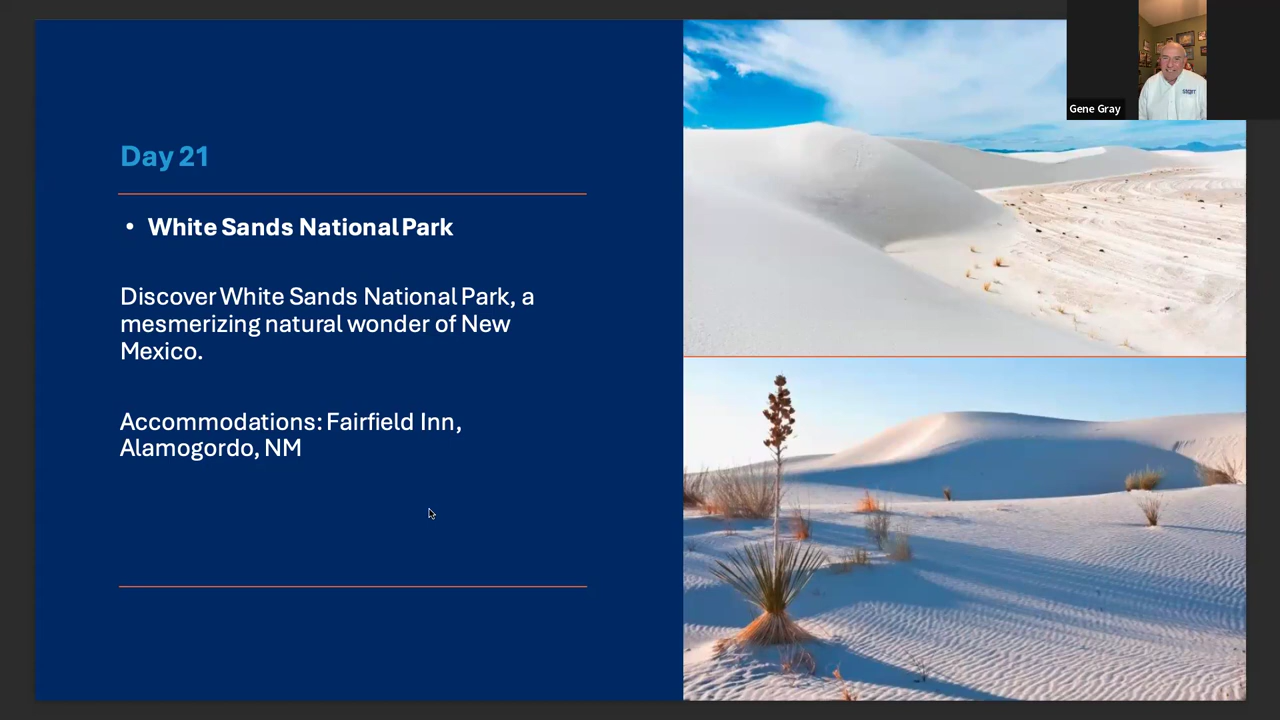 Gene Gray
Day 21
• White Sands National Park
Discover White Sands National Park, a
mesmerizing natural wonder of New
Mexico.
Accommodations: Fairfield Inn,
Alamogordo, NM